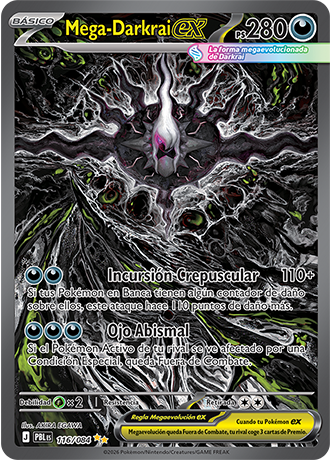 BÁSICO
Mega-Darkrai ex
PS 280
La forma megaevolucionada
de Darkrai
Incursión Crepuscular 110+
Si tus Pokémon en Banca tienen algún contador de daño
sobre ellos, este ataque hace 110 puntos de daño más.
Ojo Abismal
Si el Pokémon Activo de tu rival se ve afectado por una
Condición Especial, queda Fuera de Combate.
Debilidad × 2 Resistencia Retirada
Ilus. AKIRA EGAWA
Regla Megaevolución ex
Cuando tu Pokémon ex
Megaevolución queda Fuera de Combate, tu rival coge 3 cartas de Premio.
J PBL ES 116/084
©2026 Pokémon/Nintendo/Creatures/GAME FREAK